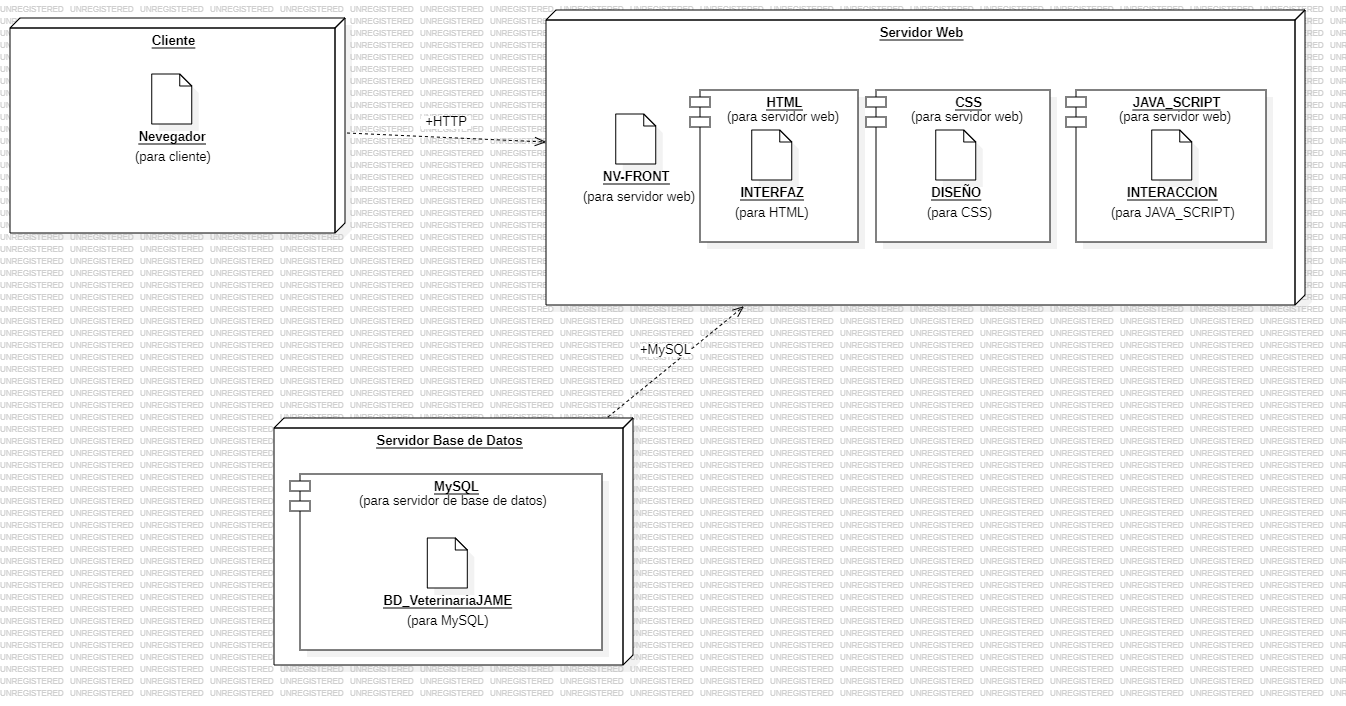 Cliente
Nevegador
(para cliente)
+HTTP
Servidor Web
NV-FRONT
(para servidor web)
HTML
(para servidor web)
INTERFAZ
(para HTML)
CSS
(para servidor web)
DISEÑO
(para CSS)
JAVA_SCRIPT
(para servidor web)
INTERACCION
(para JAVA_SCRIPT)
+MySQL
Servidor Base de Datos
MySQL
(para servidor de base de datos)
BD_VeterinariaJAME
(para MySQL)
UNREGISTERED